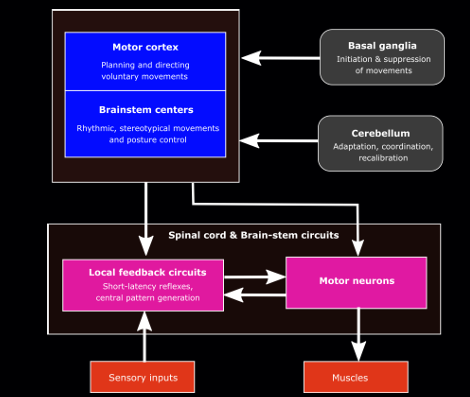 Motor cortex
Planning and directing
voluntary movements
Brainstem centers
Rhythmic, stereotypical movements
and posture control
Basal ganglia
Initiation & suppression
of movements
Cerebellum
Adaptation, coordination,
recalibration
Spinal cord & Brain-stem circuits
Local feedback circuits
Short-latency reflexes,
central pattern generation
Motor neurons
Sensory inputs
Muscles